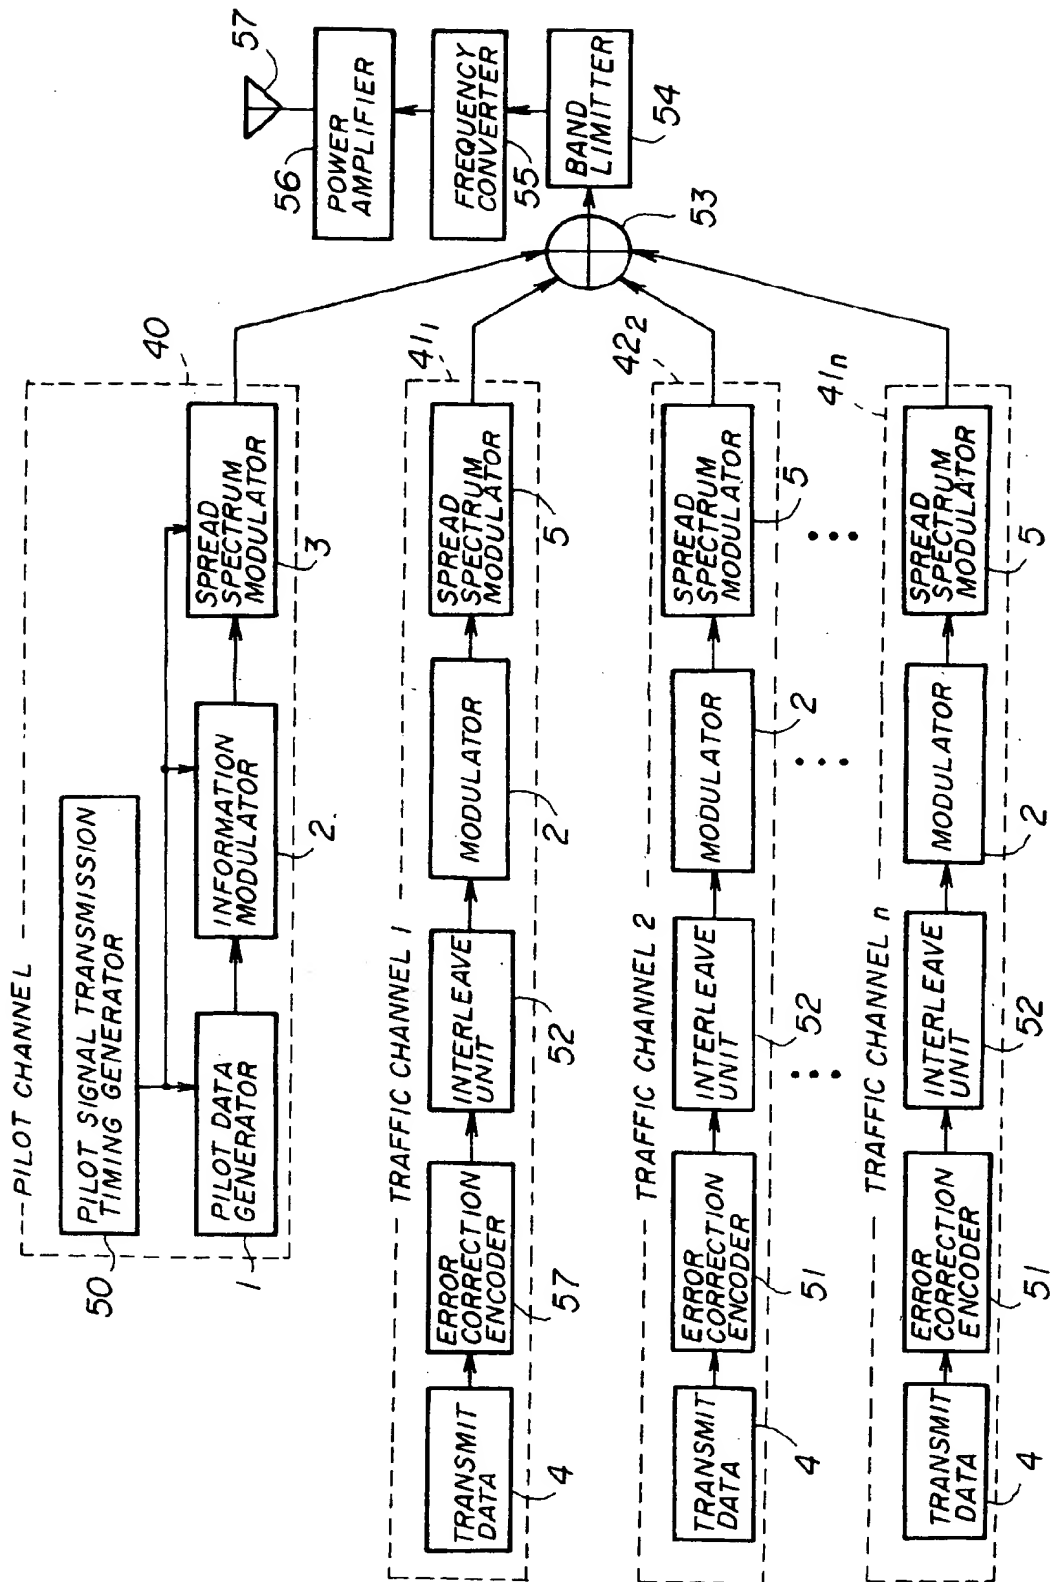 PILOT CHANNEL
50
PILOT SIGNAL TRANSMISSION
TIMING GENERATOR
40
PILOT DATA
GENERATOR
1
INFORMATION
MODULATOR
2.
SPREAD
SPECTRUM
MODULATOR
3
TRAFFIC CHANNEL 1
41₁
TRANSMIT
DATA
4
ERROR
CORRECTION
ENCODER
57
INTERLEAVE
UNIT
52
MODULATOR
2
SPREAD
SPECTRUM
MODULATOR
5
TRAFFIC CHANNEL 2
42₂
TRANSMIT
DATA
4
ERROR
CORRECTION
ENCODER
51
INTERLEAVE
UNIT
52
MODULATOR
2
SPREAD
SPECTRUM
MODULATOR
5
TRAFFIC CHANNEL n
41n
TRANSMIT
DATA
4
ERROR
CORRECTION
ENCODER
51
INTERLEAVE
UNIT
52
MODULATOR
2
SPREAD
SPECTRUM
MODULATOR
5
53
BAND
LIMITTER
54
FREQUENCY
CONVERTER
55
POWER
AMPLIFIER
56
57